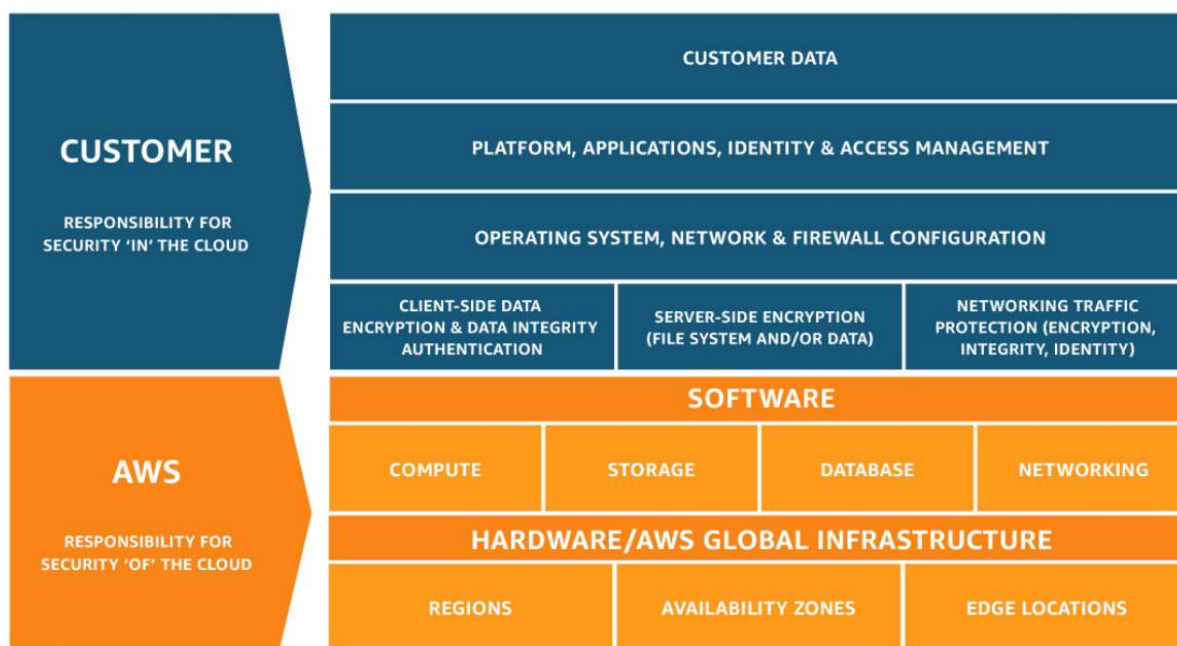 CUSTOMER
RESPONSIBILITY FOR
SECURITY ‘IN’ THE CLOUD
CUSTOMER DATA
PLATFORM, APPLICATIONS, IDENTITY & ACCESS MANAGEMENT
OPERATING SYSTEM, NETWORK & FIREWALL CONFIGURATION
CLIENT-SIDE DATA
ENCRYPTION & DATA INTEGRITY
AUTHENTICATION
SERVER-SIDE ENCRYPTION
(FILE SYSTEM AND/OR DATA)
NETWORKING TRAFFIC
PROTECTION (ENCRYPTION,
INTEGRITY, IDENTITY)
AWS
RESPONSIBILITY FOR
SECURITY ‘OF’ THE CLOUD
SOFTWARE
COMPUTE
STORAGE
DATABASE
NETWORKING
HARDWARE/AWS GLOBAL INFRASTRUCTURE
REGIONS
AVAILABILITY ZONES
EDGE LOCATIONS